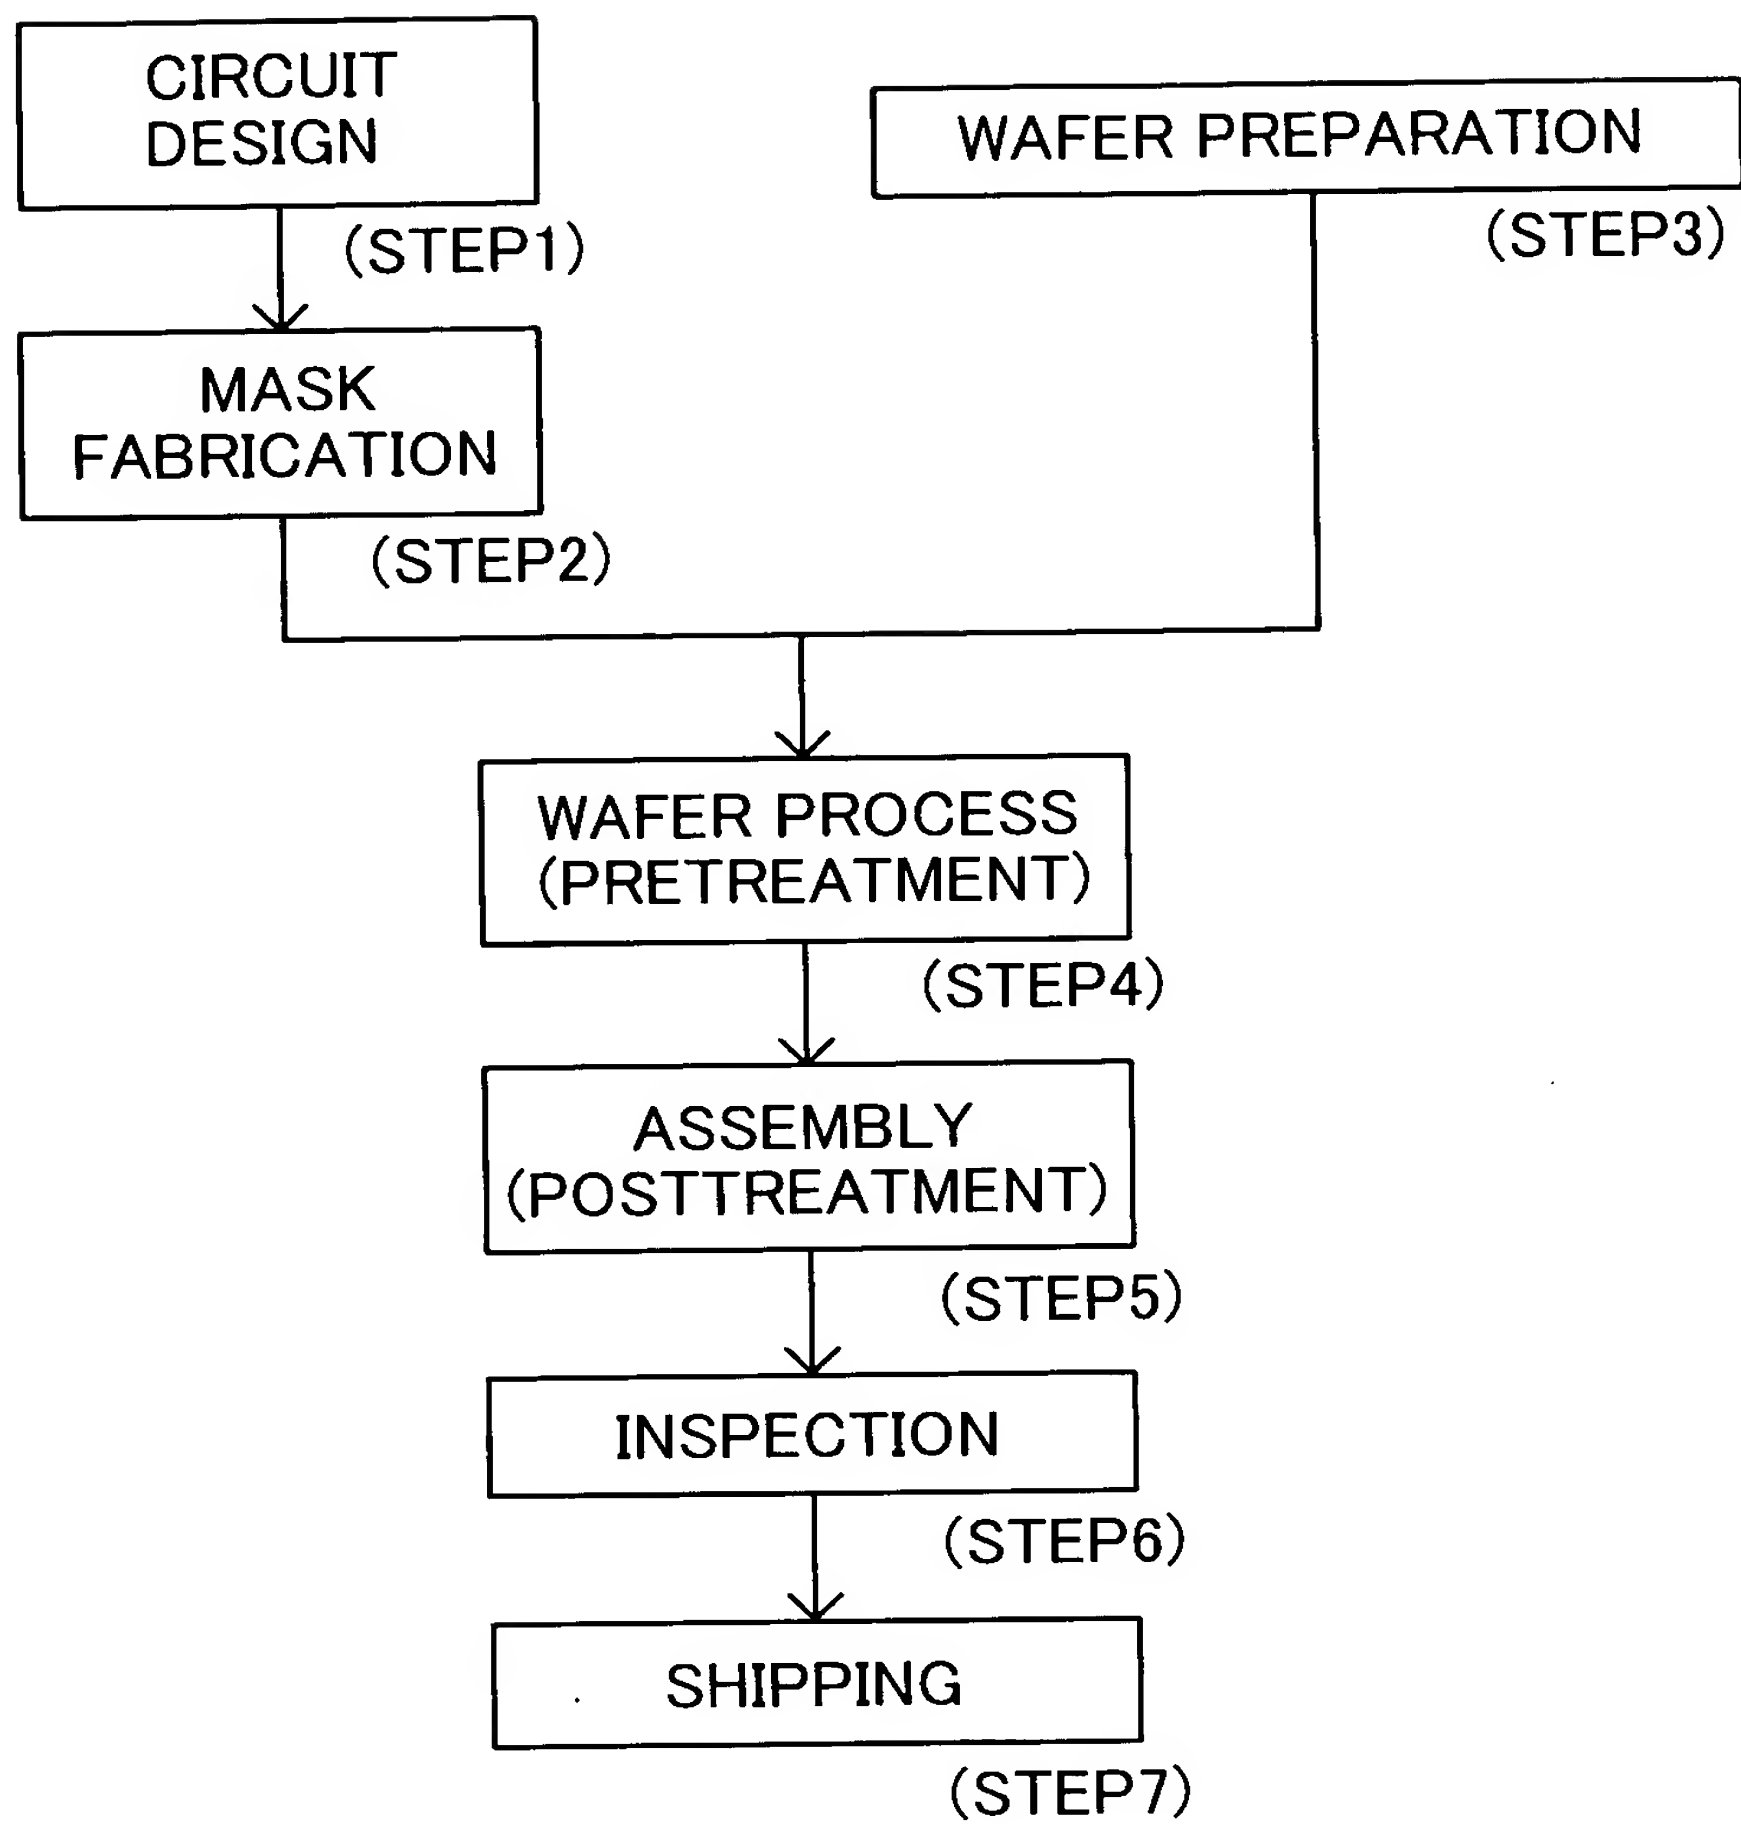 CIRCUIT
DESIGN
(STEP1)
WAFER PREPARATION
(STEP3)
MASK
FABRICATION
(STEP2)
WAFER PROCESS
(PRETREATMENT)
(STEP4)
ASSEMBLY
(POSTTREATMENT)
(STEP5)
INSPECTION
(STEP6)
SHIPPING
(STEP7)